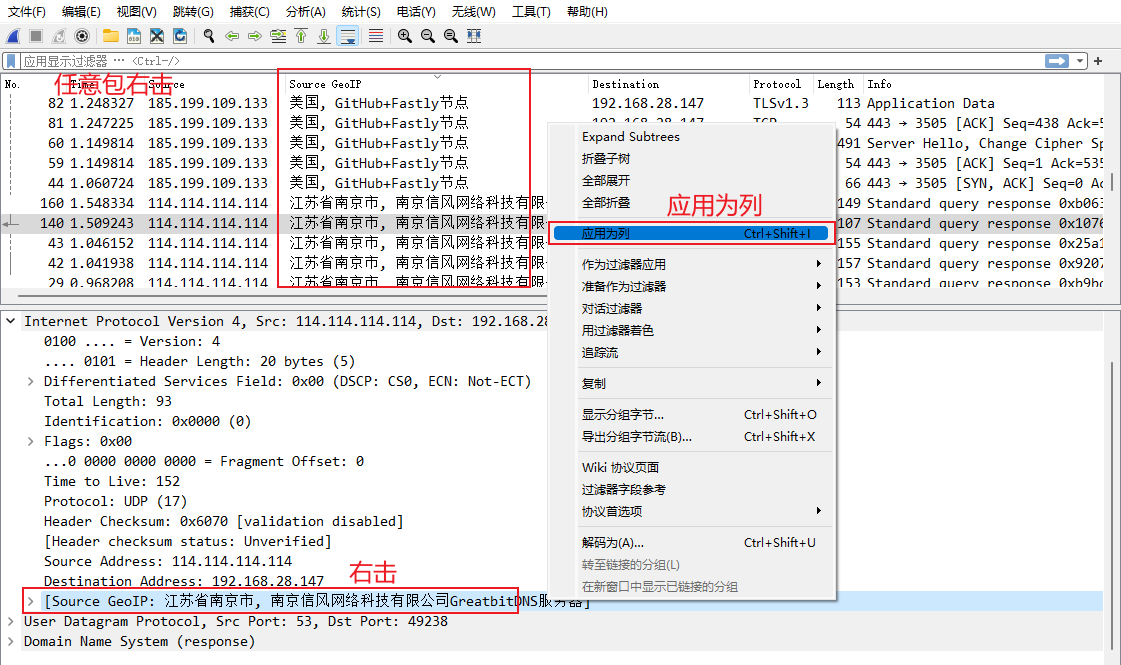 文件(F) 编辑(E) 视图(V) 跳转(G) 捕获(C) 分析(A) 统计(S) 电话(Y) 无线(W) 工具(T) 帮助(H)
应用显示过滤器 … <Ctrl-/>
任意包右击
No. Time Source Source GeoIP Destination Protocol Length Info
82 1.248327 185.199.109.133 美国, GitHub+Fastly节点 192.168.28.147 TLSv1.3 113 Application Data
81 1.247225 185.199.109.133 美国, GitHub+Fastly节点 192.168.28.147 TCP 54 443 → 3505 [ACK] Seq=438 Ack=5
60 1.149814 185.199.109.133 美国, GitHub+Fastly节点 491 Server Hello, Change Cipher Sp
59 1.149814 185.199.109.133 美国, GitHub+Fastly节点 54 443 → 3505 [ACK] Seq=1 Ack=535
44 1.060724 185.199.109.133 美国, GitHub+Fastly节点 66 443 → 3505 [SYN, ACK] Seq=0 Ac
160 1.548334 114.114.114.114 江苏省南京市, 南京信风网络科技有限 149 Standard query response 0xb063
140 1.509243 114.114.114.114 江苏省南京市, 南京信风网络科技有限 107 Standard query response 0x1076
43 1.046152 114.114.114.114 江苏省南京市, 南京信风网络科技有限 155 Standard query response 0x25a1
42 1.041938 114.114.114.114 江苏省南京市, 南京信风网络科技有限 157 Standard query response 0x9207
29 0.968208 114.114.114.114 江苏省南京市, 南京信风网络科技有限 153 Standard query response 0xb9bc
Expand Subtrees
折叠子树
全部展开
全部折叠
应用为列
应用为列 Ctrl+Shift+I
作为过滤器应用
准备作为过滤器
对话过滤器
用过滤器着色
追踪流
复制
显示分组字节... Ctrl+Shift+O
导出分组字节流(B)... Ctrl+Shift+X
Wiki 协议页面
过滤器字段参考
协议首选项
解码为(A)... Ctrl+Shift+U
转至链接的分组(L)
在新窗口中显示已链接的分组
Internet Protocol Version 4, Src: 114.114.114.114, Dst: 192.168.28
0100 .... = Version: 4
.... 0101 = Header Length: 20 bytes (5)
Differentiated Services Field: 0x00 (DSCP: CS0, ECN: Not-ECT)
Total Length: 93
Identification: 0x0000 (0)
Flags: 0x00
...0 0000 0000 0000 = Fragment Offset: 0
Time to Live: 152
Protocol: UDP (17)
Header Checksum: 0x6070 [validation disabled]
[Header checksum status: Unverified]
Source Address: 114.114.114.114
Destination Address: 192.168.28.147
右击
[Source GeoIP: 江苏省南京市, 南京信风网络科技有限公司GreatbitDNS服务器]
User Datagram Protocol, Src Port: 53, Dst Port: 49238
Domain Name System (response)